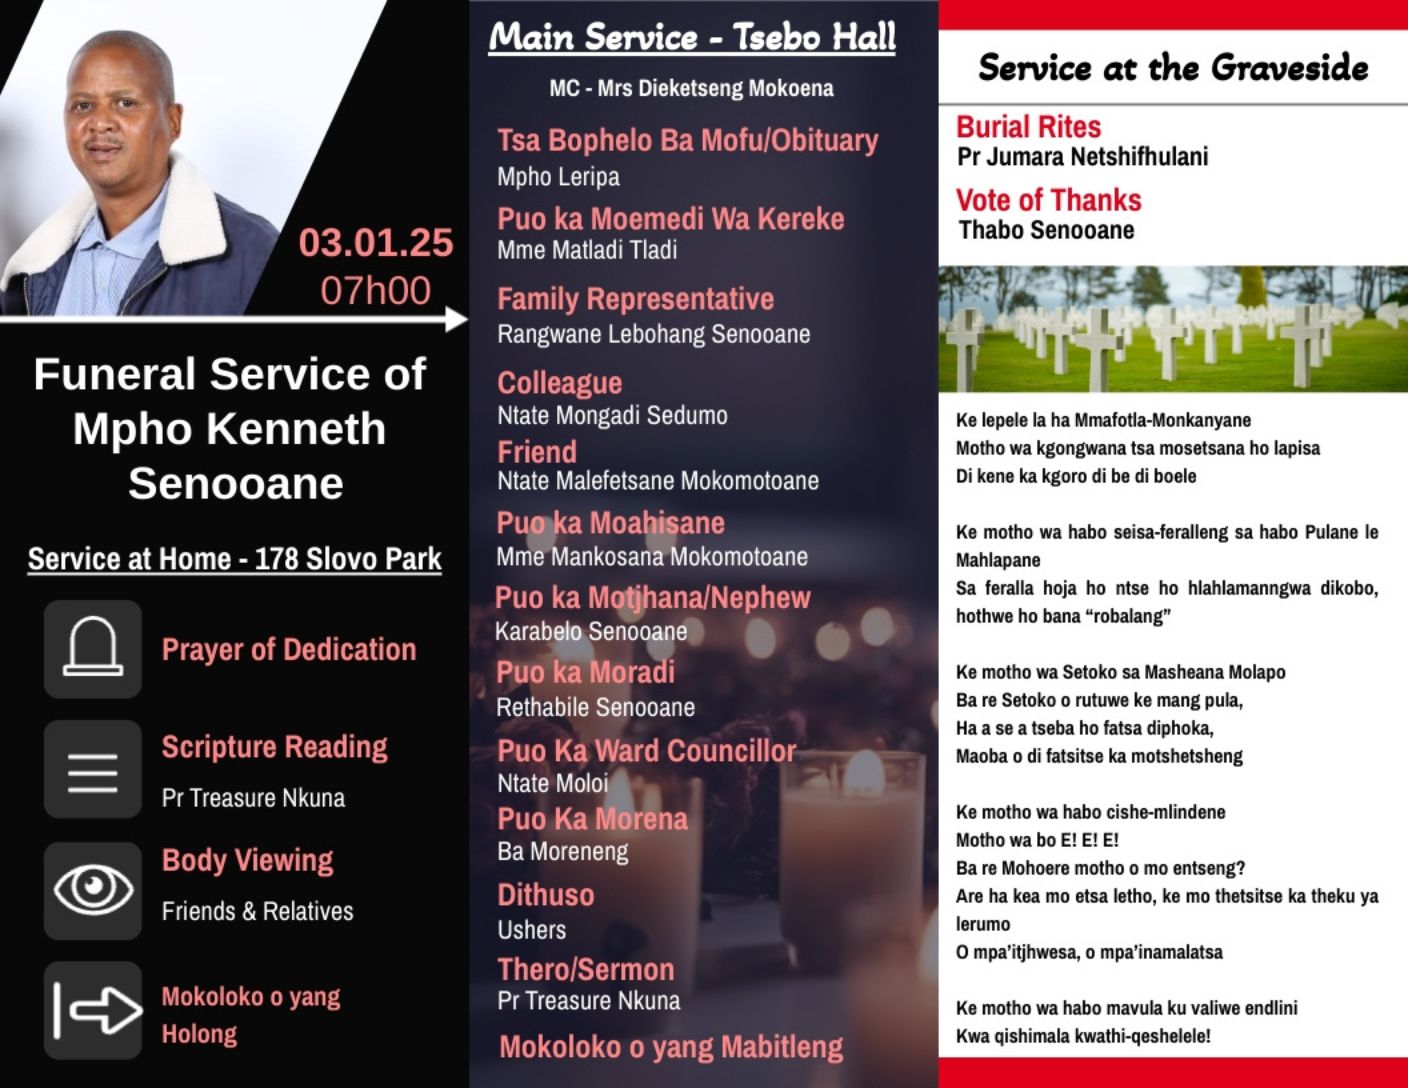 03.01.25
07h00
Funeral Service of
Mpho Kenneth
Senooane
Service at Home - 178 Slovo Park
Prayer of Dedication
Scripture Reading
Pr Treasure Nkuna
Body Viewing
Friends & Relatives
Mokoloko o yang
Holong
Main Service - Tsebo Hall
MC - Mrs Dieketseng Mokoena
Tsa Bophelo Ba Mofu/Obituary
Mpho Leripa
Puo ka Moemedi Wa Kereke
Mme Matladi Tladi
Family Representative
Rangwane Lebohang Senooane
Colleague
Ntate Mongadi Sedumo
Friend
Ntate Malefetsane Mokomotoane
Puo ka Moahisane
Mme Mankosana Mokomotoane
Puo ka Motjhana/Nephew
Karabelo Senooane
Puo ka Moradi
Rethabile Senooane
Puo Ka Ward Councillor
Ntate Moloi
Puo Ka Morena
Ba Moreneng
Dithuso
Ushers
Thero/Sermon
Pr Treasure Nkuna
Mokoloko o yang Mabitleng
Service at the Graveside
Burial Rites
Pr Jumara Netshifhulani
Vote of Thanks
Thabo Senooane
Ke lepele la ha Mmafotla-Monkanyane
Motho wa kgongwana tsa mosetsana ho lapisa
Di kene ka kgoro di be di boele
Ke motho wa habo seisa-feralleng sa habo Pulane le
Mahlapane
Sa feralla hoja ho ntse ho hlahlamanngwa dikobo,
hothwe ho bana “robalang”
Ke motho wa Setoko sa Masheana Molapo
Ba re Setoko o rutuwe ke mang pula,
Ha a se a tseba ho fatsa diphoka,
Maoba o di fatsitse ka motshetsheng
Ke motho wa habo cishe-mlindene
Motho wa bo E! E! E!
Ba re Mohoere motho o mo entseng?
Are ha kea mo etsa letho, ke mo thetsitse ka theku ya
lerumo
O mpa’itjhwesa, o mpa’inamalatsa
Ke motho wa habo mavula ku valiwe endlini
Kwa qishimala kwathi-qeshelele!